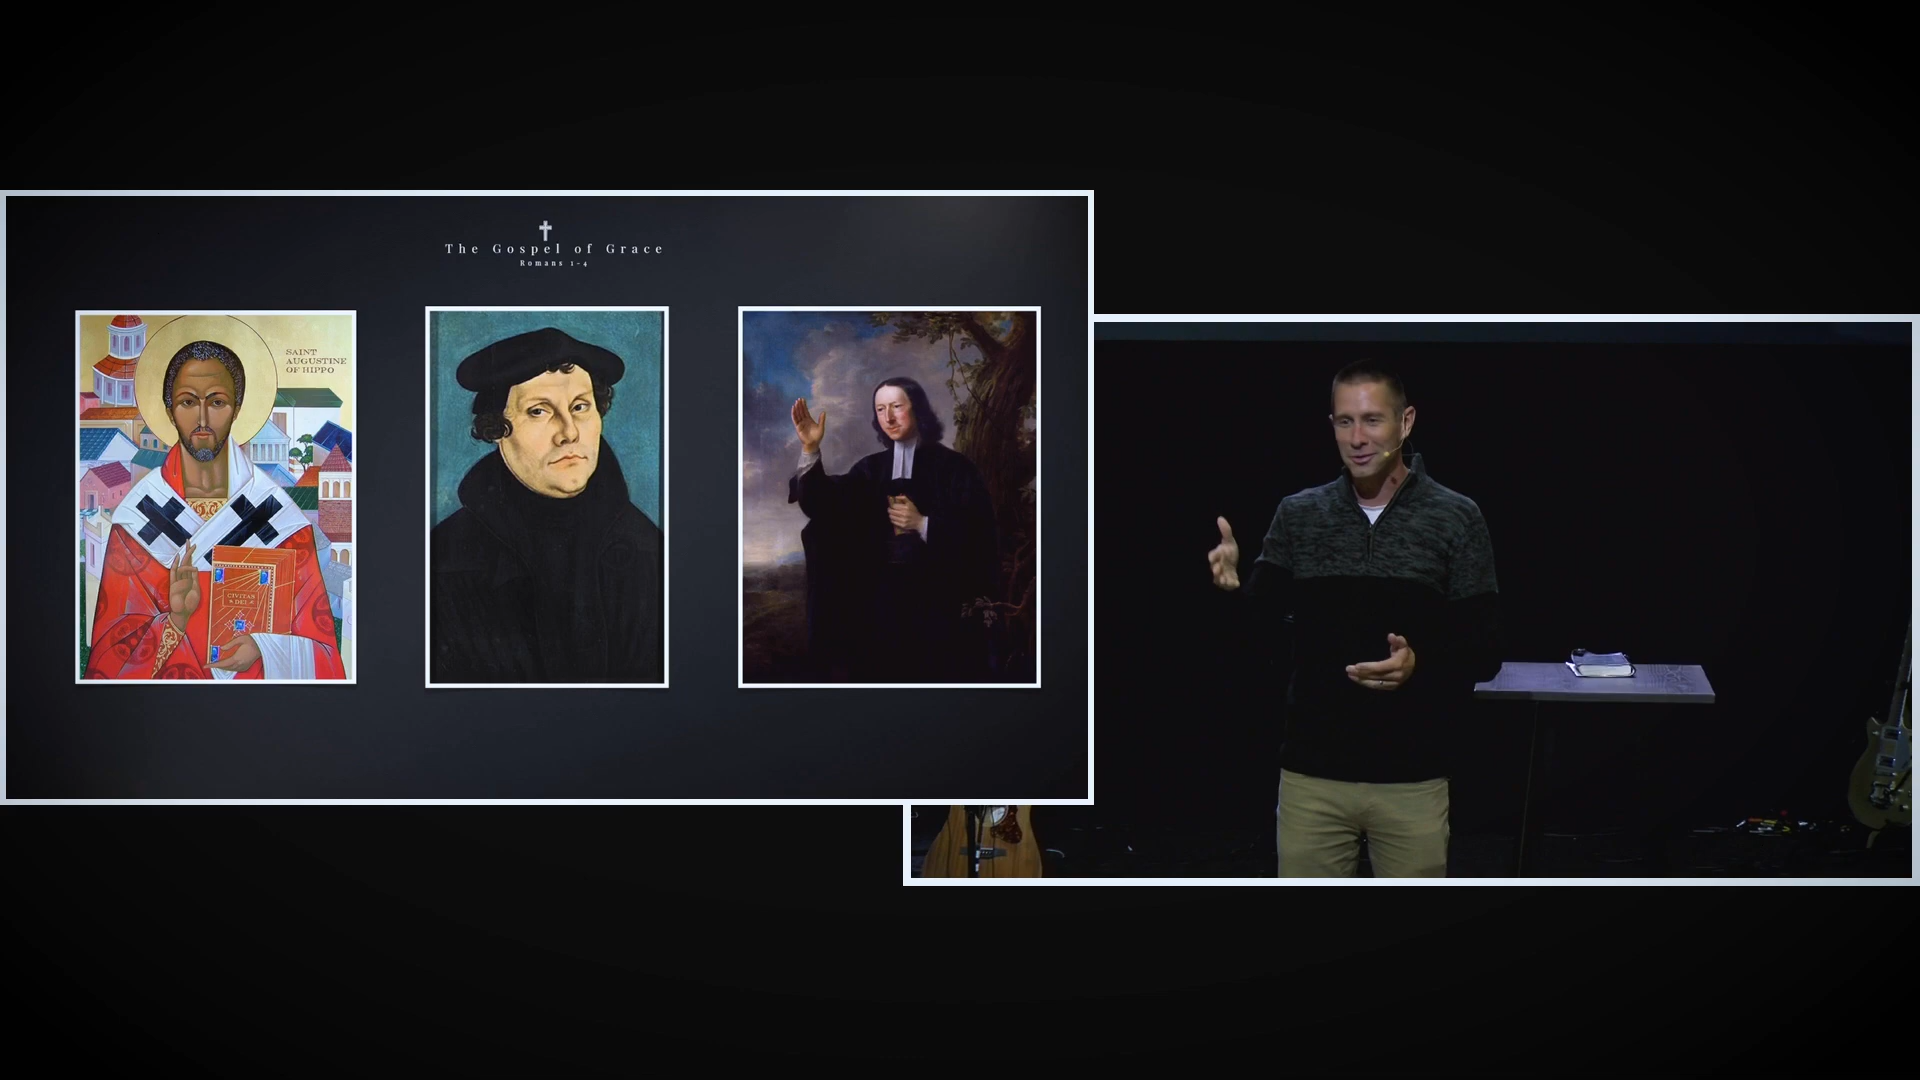 The Gospel of Grace
Romans 1-4
SAINT
AUGUSTINE
OF HIPPO
CIVITAS
DEI